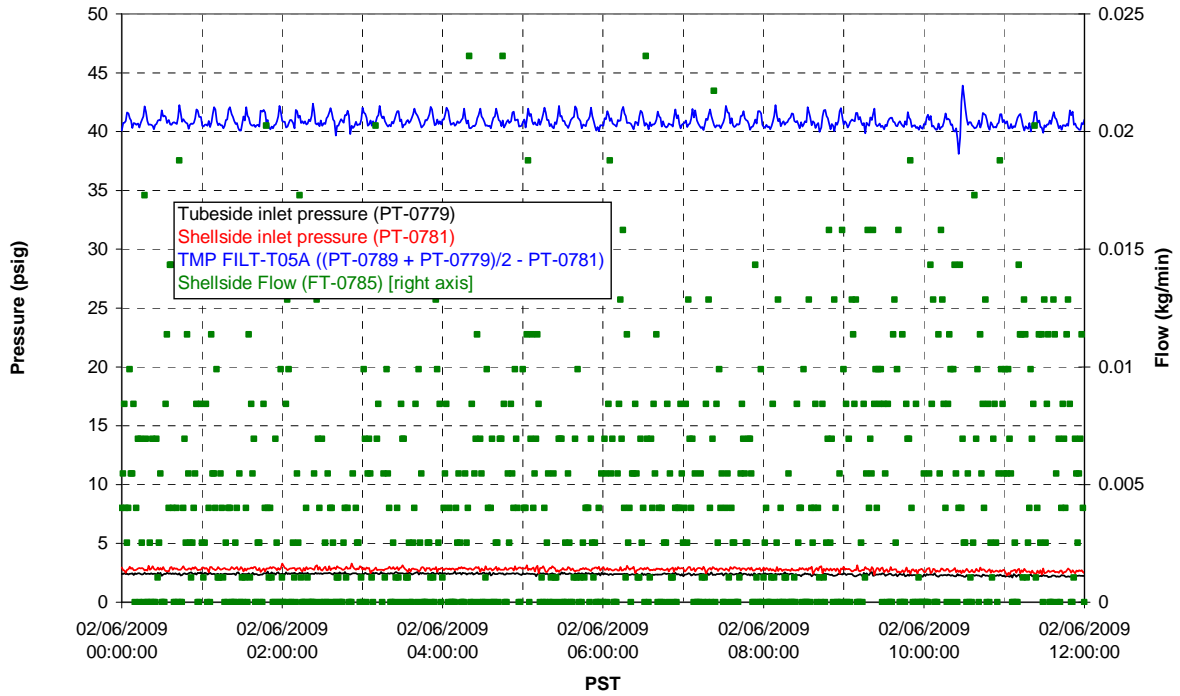 50
45
40
35
30
25
20
15
10
5
0
Pressure (psig)
0.025
0.02
0.015
0.01
0.005
0
Flow (kg/min)
Tubeside inlet pressure (PT-0779)
Shellside inlet pressure (PT-0781)
TMP FILT-T05A ((PT-0789 + PT-0779)/2 - PT-0781)
Shellside Flow (FT-0785) [right axis]
02/06/2009 02/06/2009 02/06/2009 02/06/2009 02/06/2009 02/06/2009 02/06/2009
00:00:00 02:00:00 04:00:00 06:00:00 08:00:00 10:00:00 12:00:00
PST